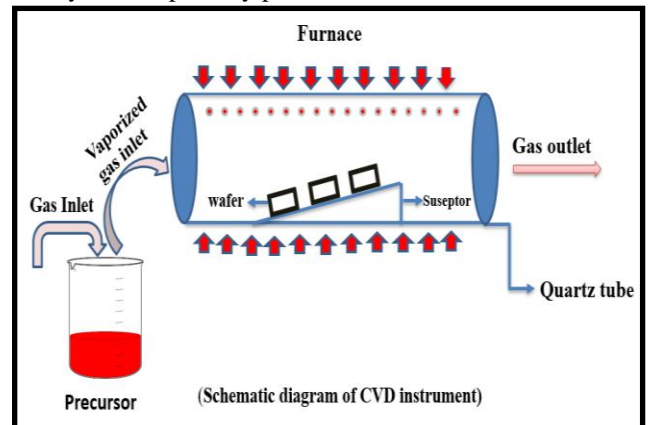 Furnace
Vaporized
gas inlet
Gas outlet
Gas Inlet
wafer
Suseptor
Quartz tube
Precursor
(Schematic diagram of CVD instrument)